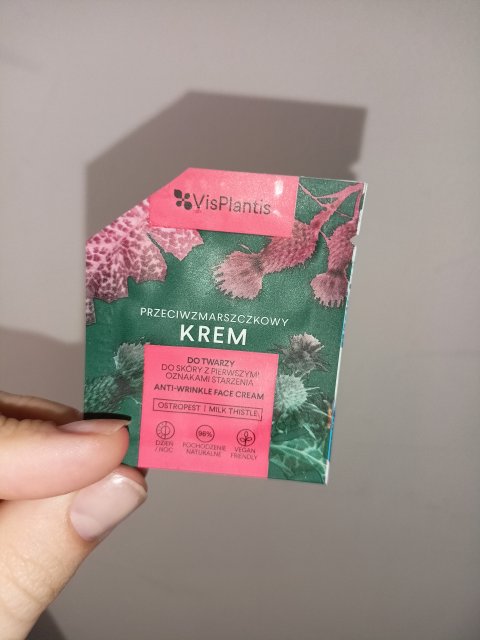 VisPlantis
PRZECIWZMARSZCZKOWY
KREM
DO TWARZY
DO SKÓRY Z PIERWSZYMI
OZNAKAMI STARZENIA
ANTI-WRINKLE FACE CREAM
OSTROPEST | MILK THISTLE
DZIEŃ
/ NOC
96%
POCHODZENIE
NATURALNE
VEGAN
FRIENDLY